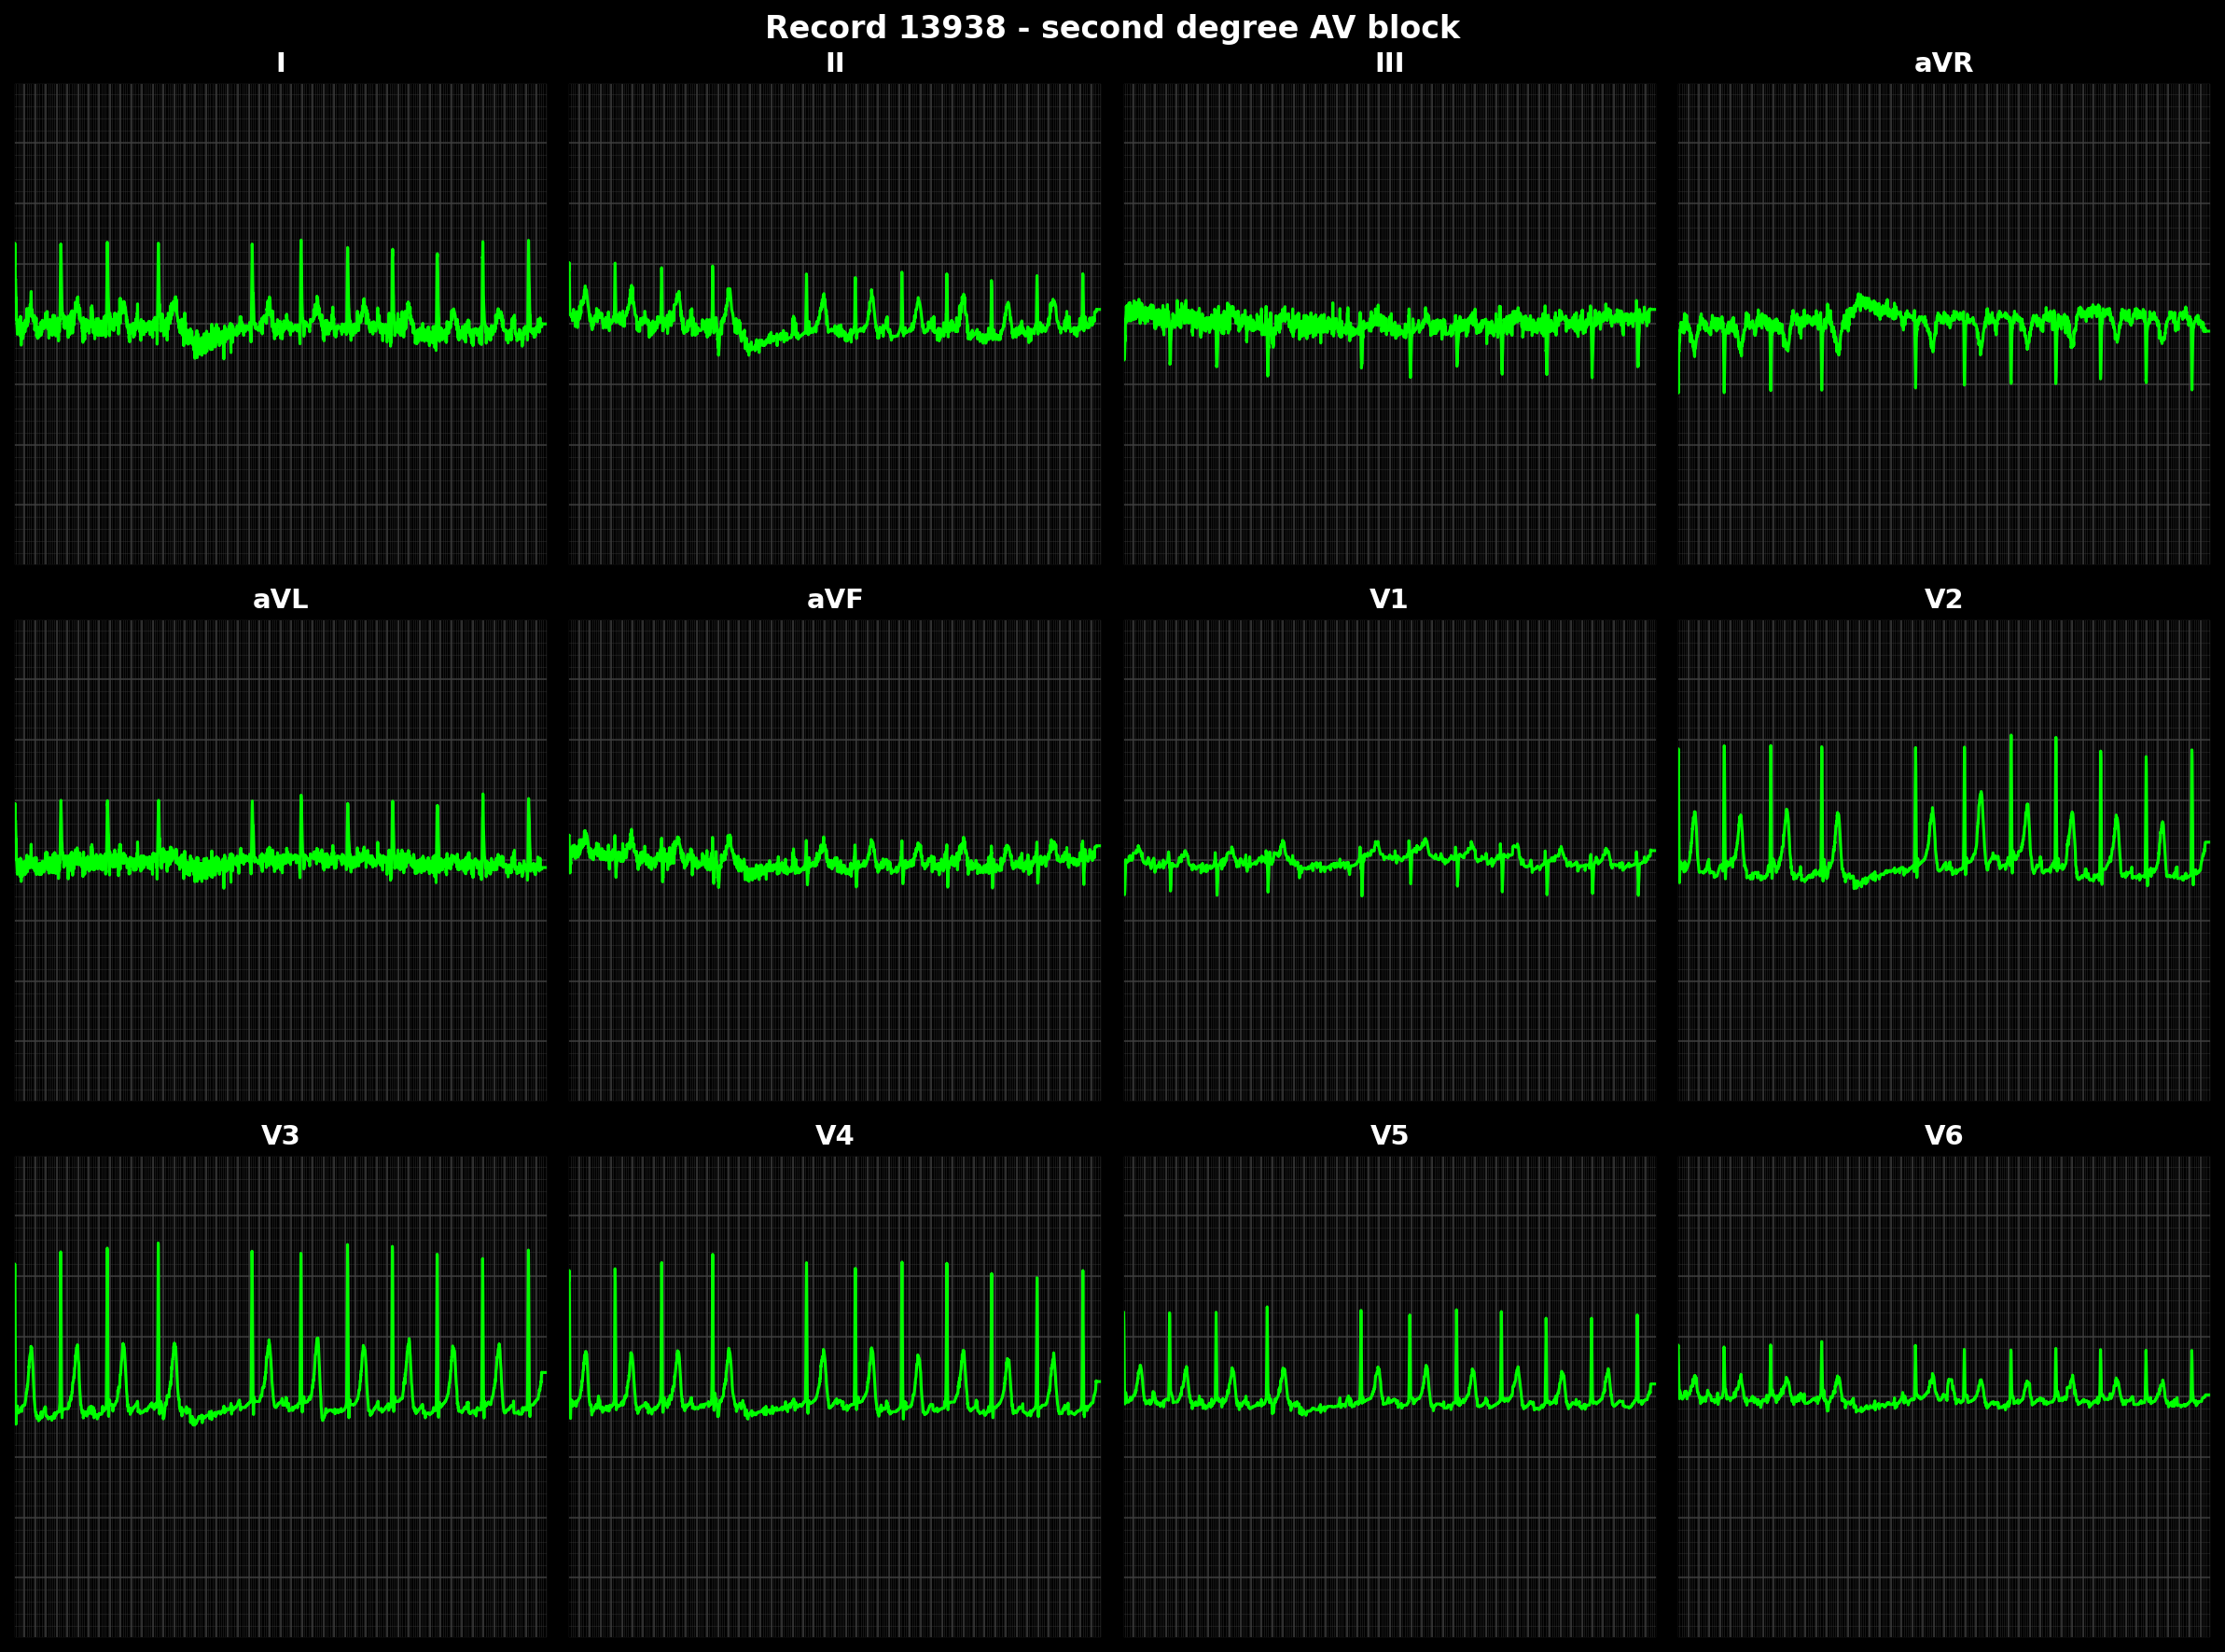 Record 13938 - second degree AV block
I
II
III
aVR
aVL
aVF
V1
V2
V3
V4
V5
V6